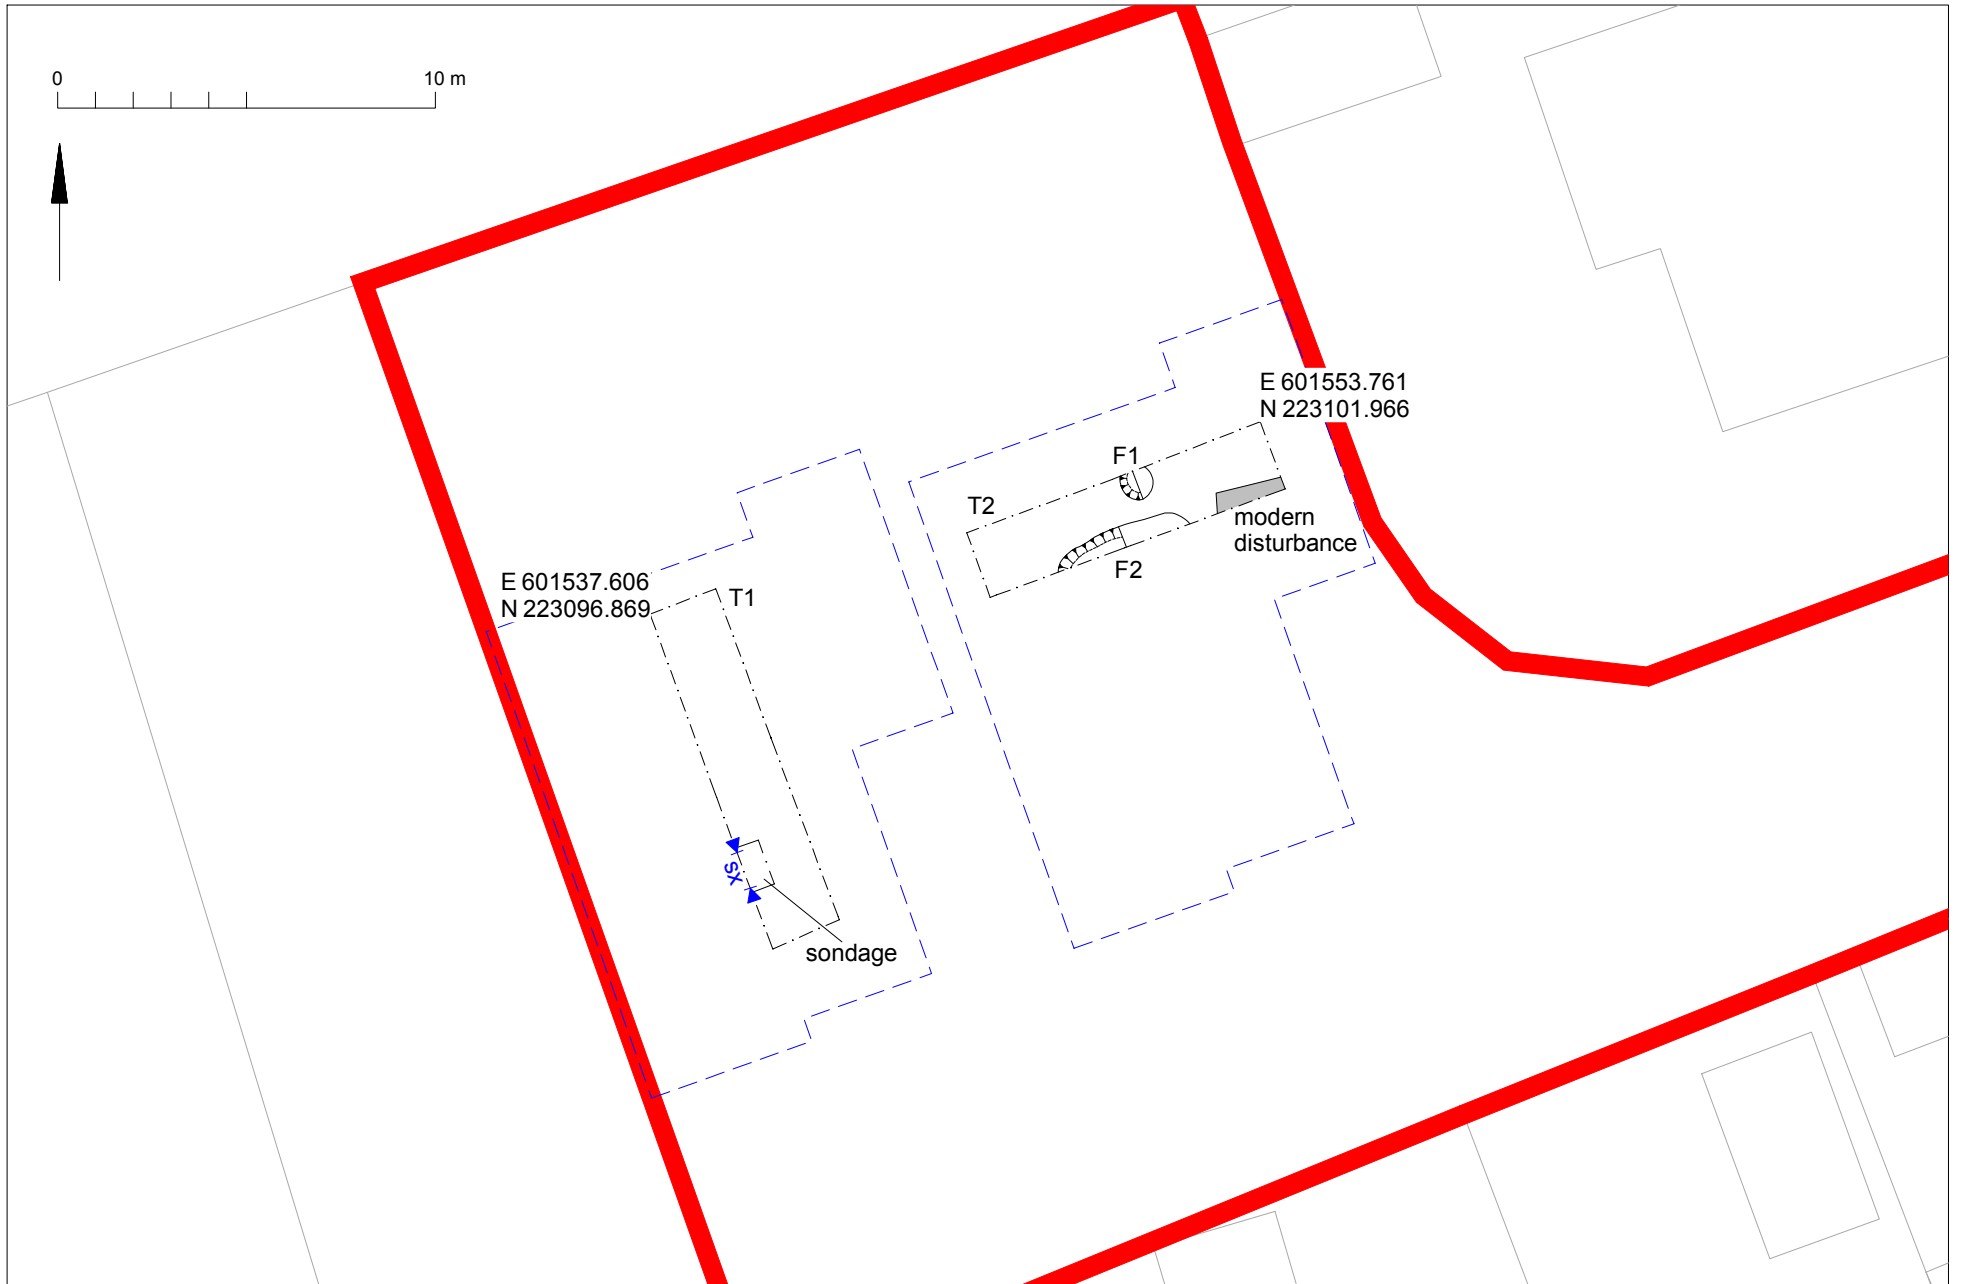 0
10 m
E 601553.761
N 223101.966
F1
T2
modern
disturbance
F2
E 601537.606
N 223096.869
T1
sx
sondage